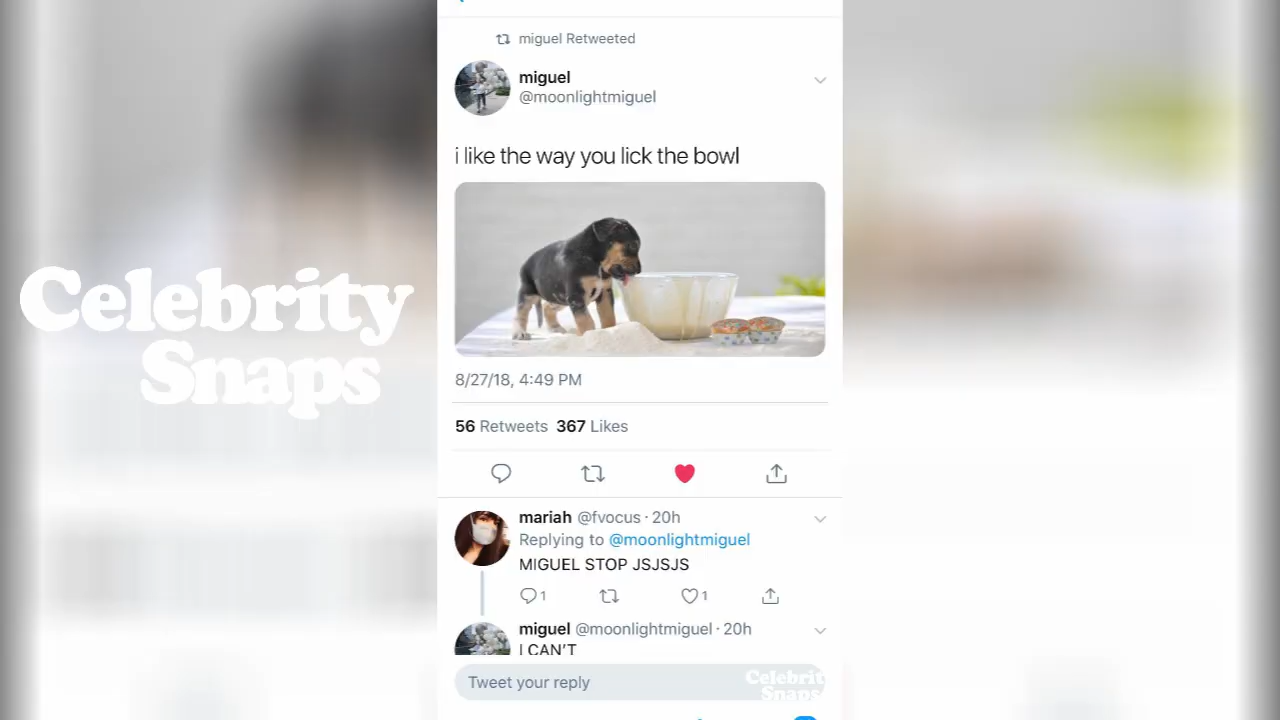 miguel Retweeted
miguel
@moonlightmiguel
i like the way you lick the bowl
8/27/18, 4:49 PM
56 Retweets 367 Likes
mariah @fvocus · 20h
Replying to @moonlightmiguel
MIGUEL STOP JSJSJS
1 1
miguel @moonlightmiguel · 20h
I CAN'T
Tweet your reply
Celebrity
Snaps
Celebrit
Snaps